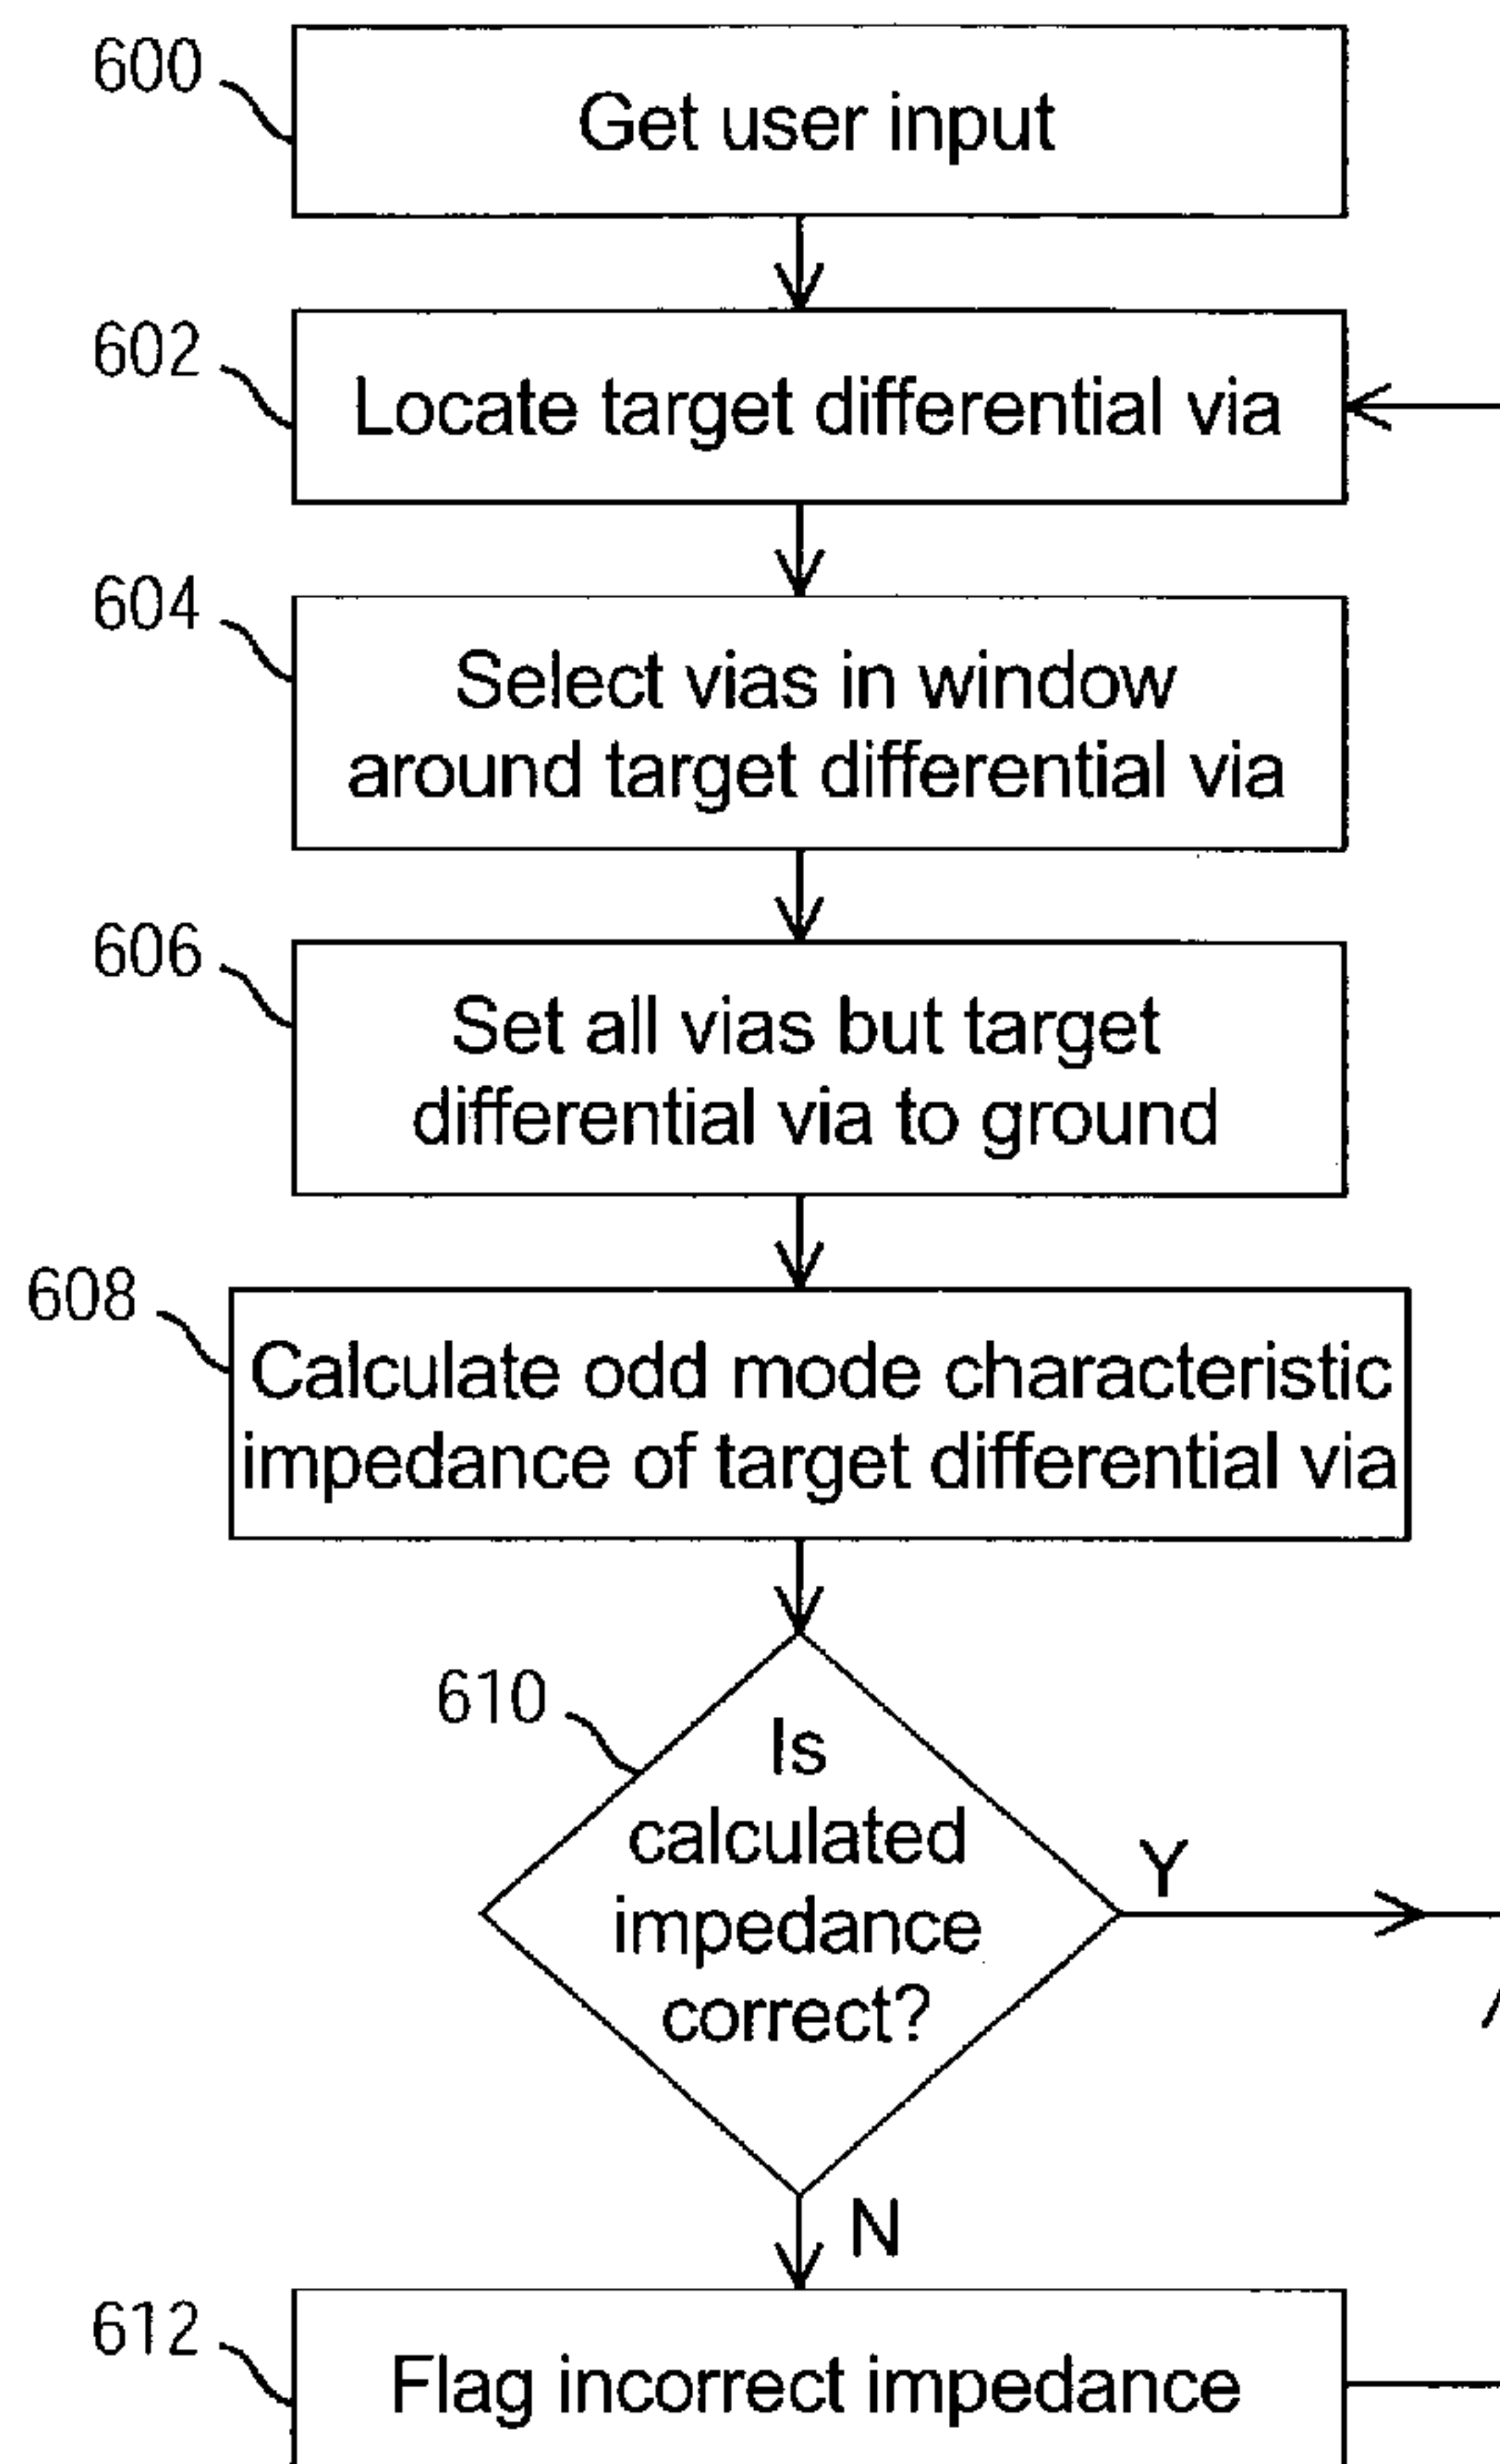 600
Get user input
602
Locate target differential via
604
Select vias in window
around target differential via
606
Set all vias but target
differential via to ground
608
Calculate odd mode characteristic
impedance of target differential via
610
Is
calculated
impedance
correct?
Y
N
612
Flag incorrect impedance